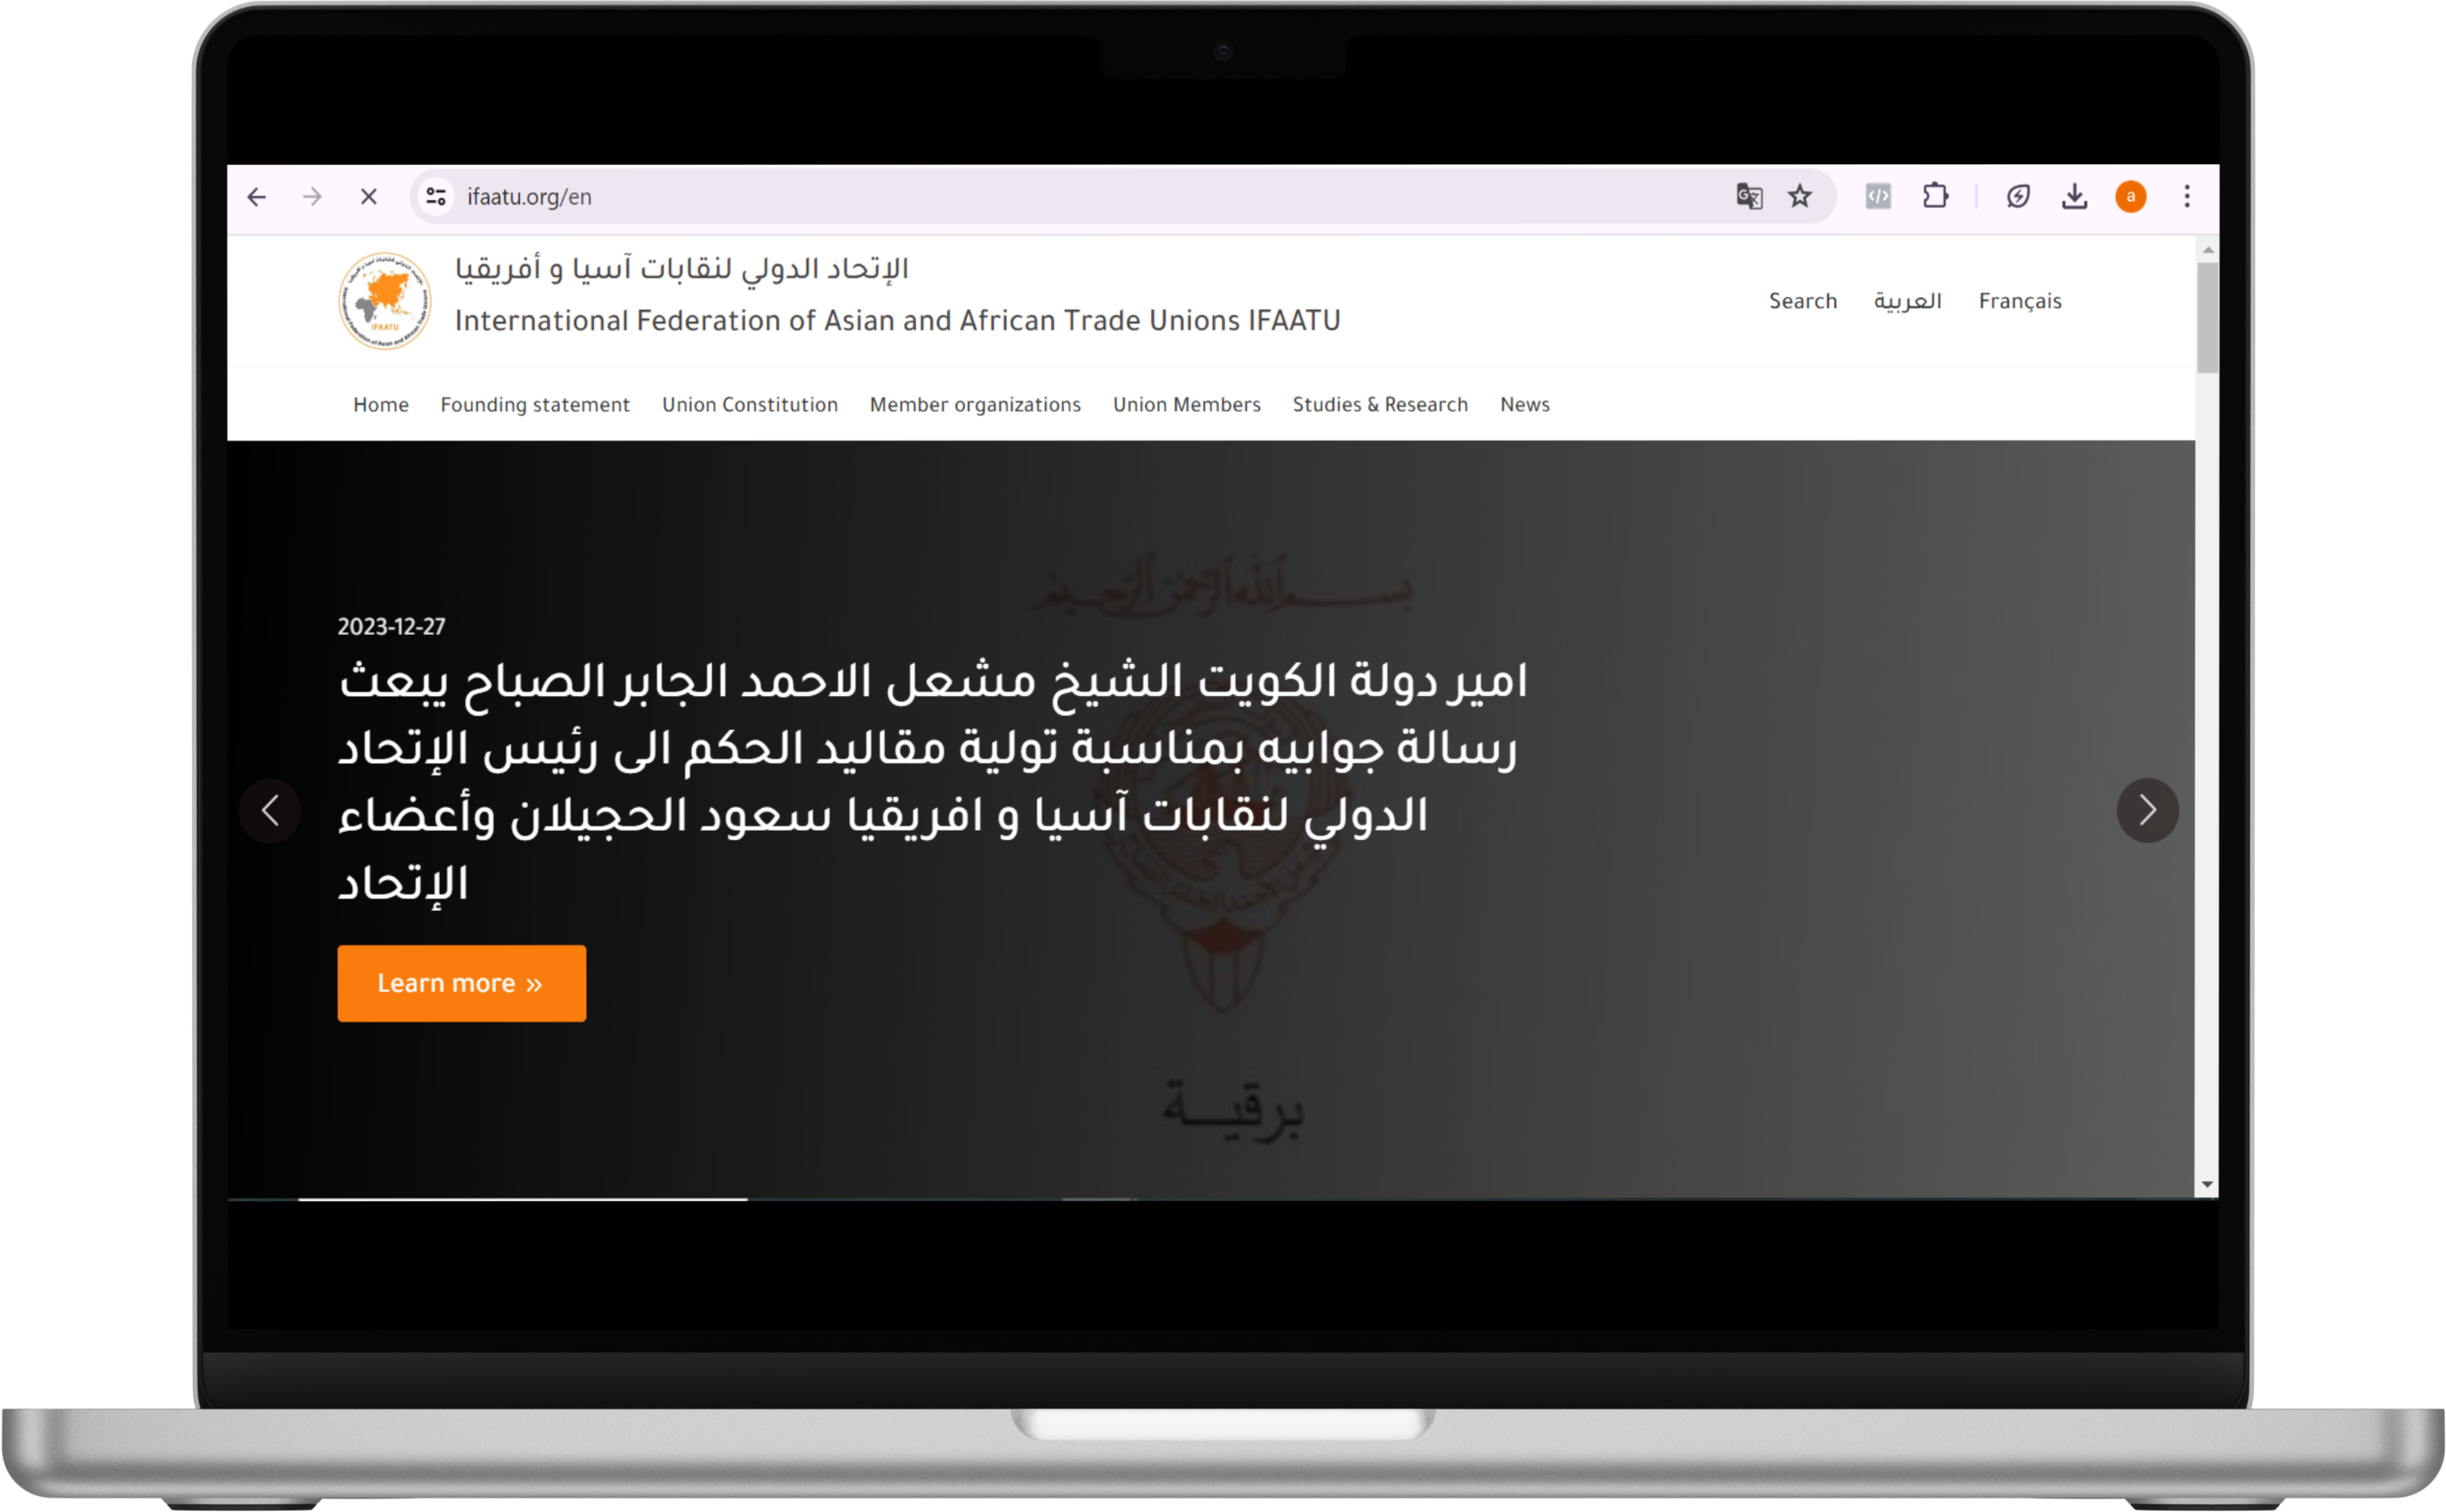 ifaatu.org/en
a
IFAATU
الإتحاد الدولي لنقابات آسيا و أفريقيا
International Federation of Asian and African Trade Unions IFAATU
Search العربية Français
Home Founding statement Union Constitution Member organizations Union Members Studies & Research News
بسم الله الرحمن الرحيم
2023-12-27
امير دولة الكويت الشيخ مشعل الاحمد الجابر الصباح يبعث
رسالة جوابيه بمناسبة تولية مقاليد الحكم الى رئيس الإتحاد
الدولي لنقابات آسيا و افريقيا سعود الحجيلان وأعضاء
الإتحاد
Learn more »
برقيـــة